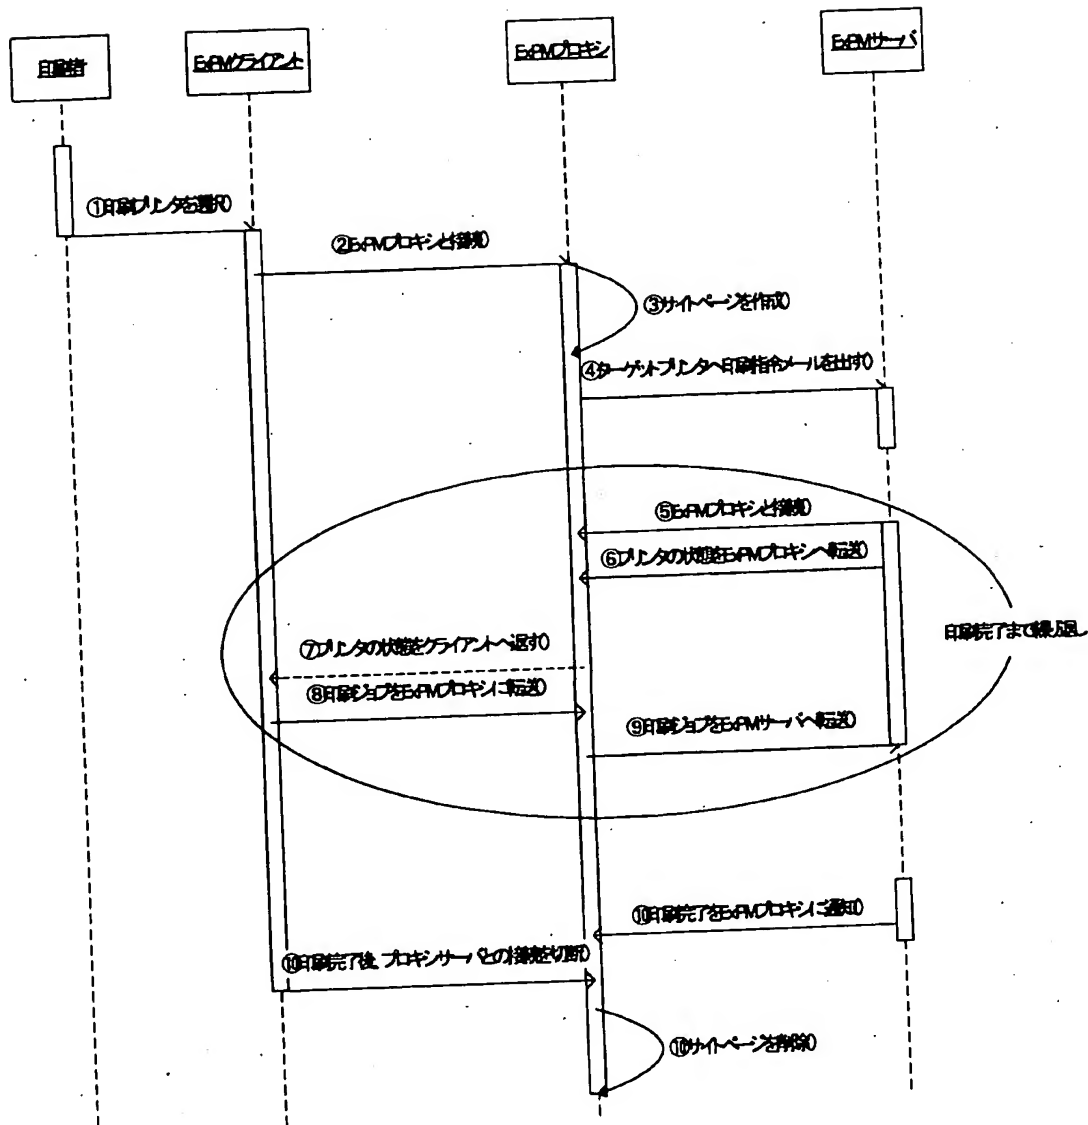 印刷者
ExPMクライアント
ExPMプロキシ
ExPMサーバ
①印刷プリンタを選択()
②ExPMプロキシと接続()
③サイトページを作成()
④ターゲットプリンタへ印刷指令メールを出す()
⑤ExPMプロキシと接続()
⑥プリンタの状態をExPMプロキシへ転送()
印刷完了まで繰り返し
⑦プリンタの状態をクライアントへ返す()
⑧印刷ジョブをExPMプロキシに転送()
⑨印刷ジョブをExPMサーバへ転送()
⑩印刷完了をExPMプロキシに通知()
⑩印刷完了後、プロキシサーバとの接続を切断()
⑩サイトページを削除()